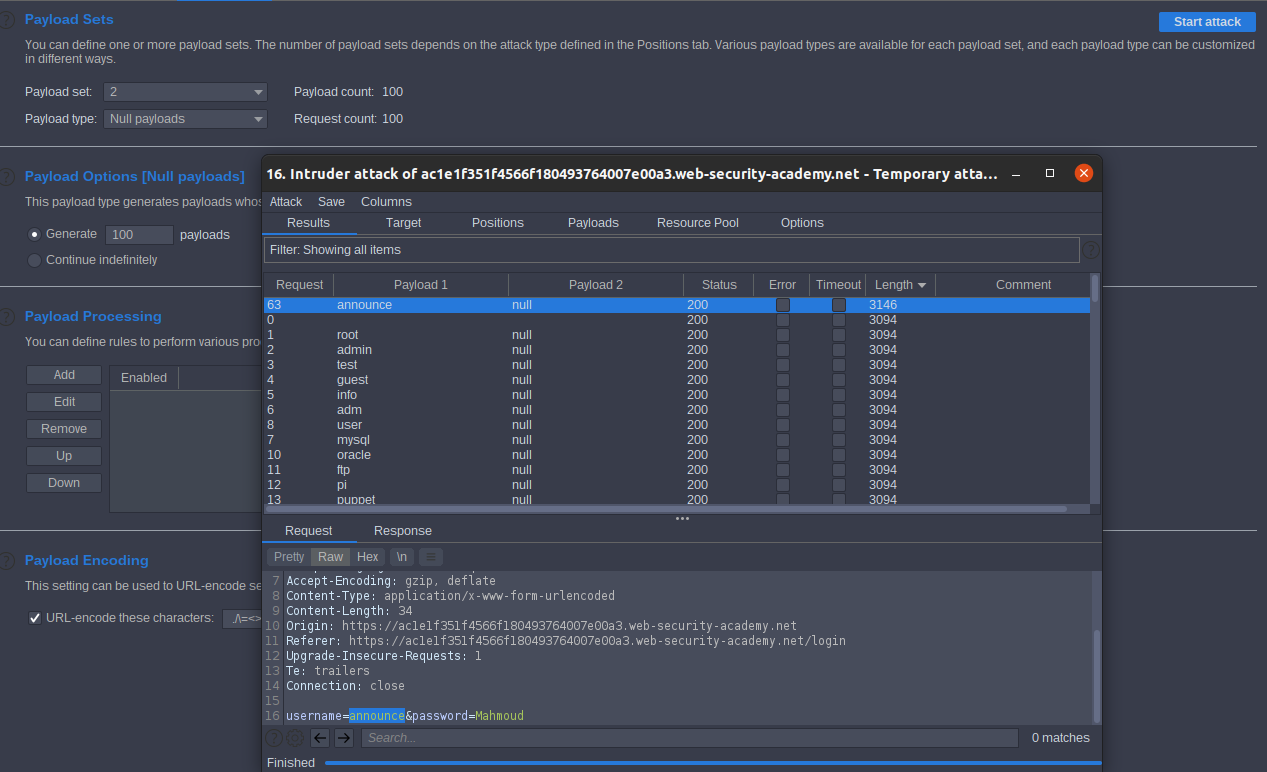 Payload Sets
Start attack
You can define one or more payload sets. The number of payload sets depends on the attack type defined in the Positions tab. Various payload types are available for each payload set, and each payload type can be customized
in different ways.
Payload set: 2 Payload count: 100
Payload type: Null payloads Request count: 100
Payload Options [Null payloads]
This payload type generates payloads whos
Generate 100 payloads
Continue indefinitely
Payload Processing
You can define rules to perform various pro
Add Enabled
Edit
Remove
Up
Down
Payload Encoding
This setting can be used to URL-encode se
URL-encode these characters: ./\=<>
16. Intruder attack of ac1e1f351f4566f180493764007e00a3.web-security-academy.net - Temporary atta...
Attack Save Columns
Results Target Positions Payloads Resource Pool Options
Filter: Showing all items
Request Payload 1 Payload 2 Status Error Timeout Length Comment
63 announce null 200 3146
0 200 3094
1 root null 200 3094
2 admin null 200 3094
3 test null 200 3094
4 guest null 200 3094
5 info null 200 3094
6 adm null 200 3094
8 user null 200 3094
7 mysql null 200 3094
10 oracle null 200 3094
11 ftp null 200 3094
12 pi null 200 3094
13 puppet null 200 3094
Request Response
Pretty Raw Hex \n
7 Accept-Encoding: gzip, deflate
8 Content-Type: application/x-www-form-urlencoded
9 Content-Length: 34
10 Origin: https://ac1e1f351f4566f180493764007e00a3.web-security-academy.net
11 Referer: https://ac1e1f351f4566f180493764007e00a3.web-security-academy.net/login
12 Upgrade-Insecure-Requests: 1
13 Te: trailers
14 Connection: close
15
16 username=announce&password=Mahmoud
Search...
0 matches
Finished